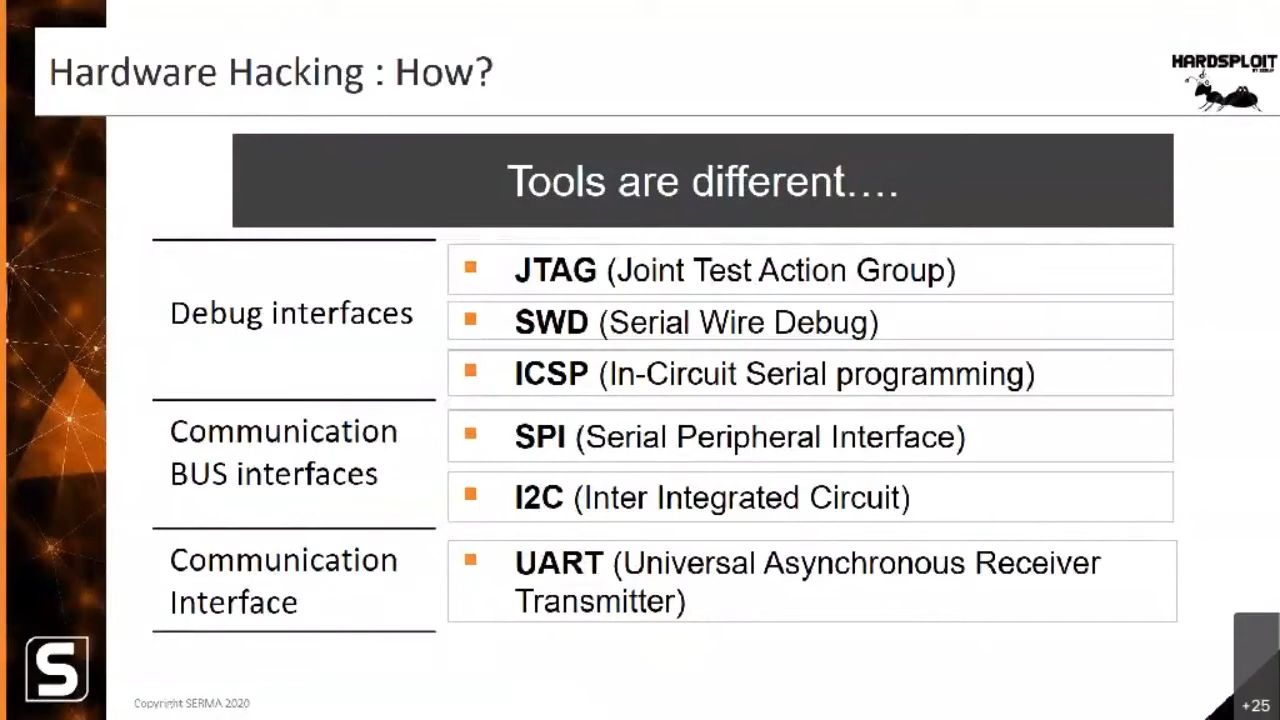 Hardware Hacking : How?
HARDSPLOIT
Tools are different....
Debug interfaces
JTAG (Joint Test Action Group)
SWD (Serial Wire Debug)
ICSP (In-Circuit Serial programming)
Communication
BUS interfaces
SPI (Serial Peripheral Interface)
I2C (Inter Integrated Circuit)
Communication
Interface
UART (Universal Asynchronous Receiver
Transmitter)
S
Copyright SERMA 2020
+25